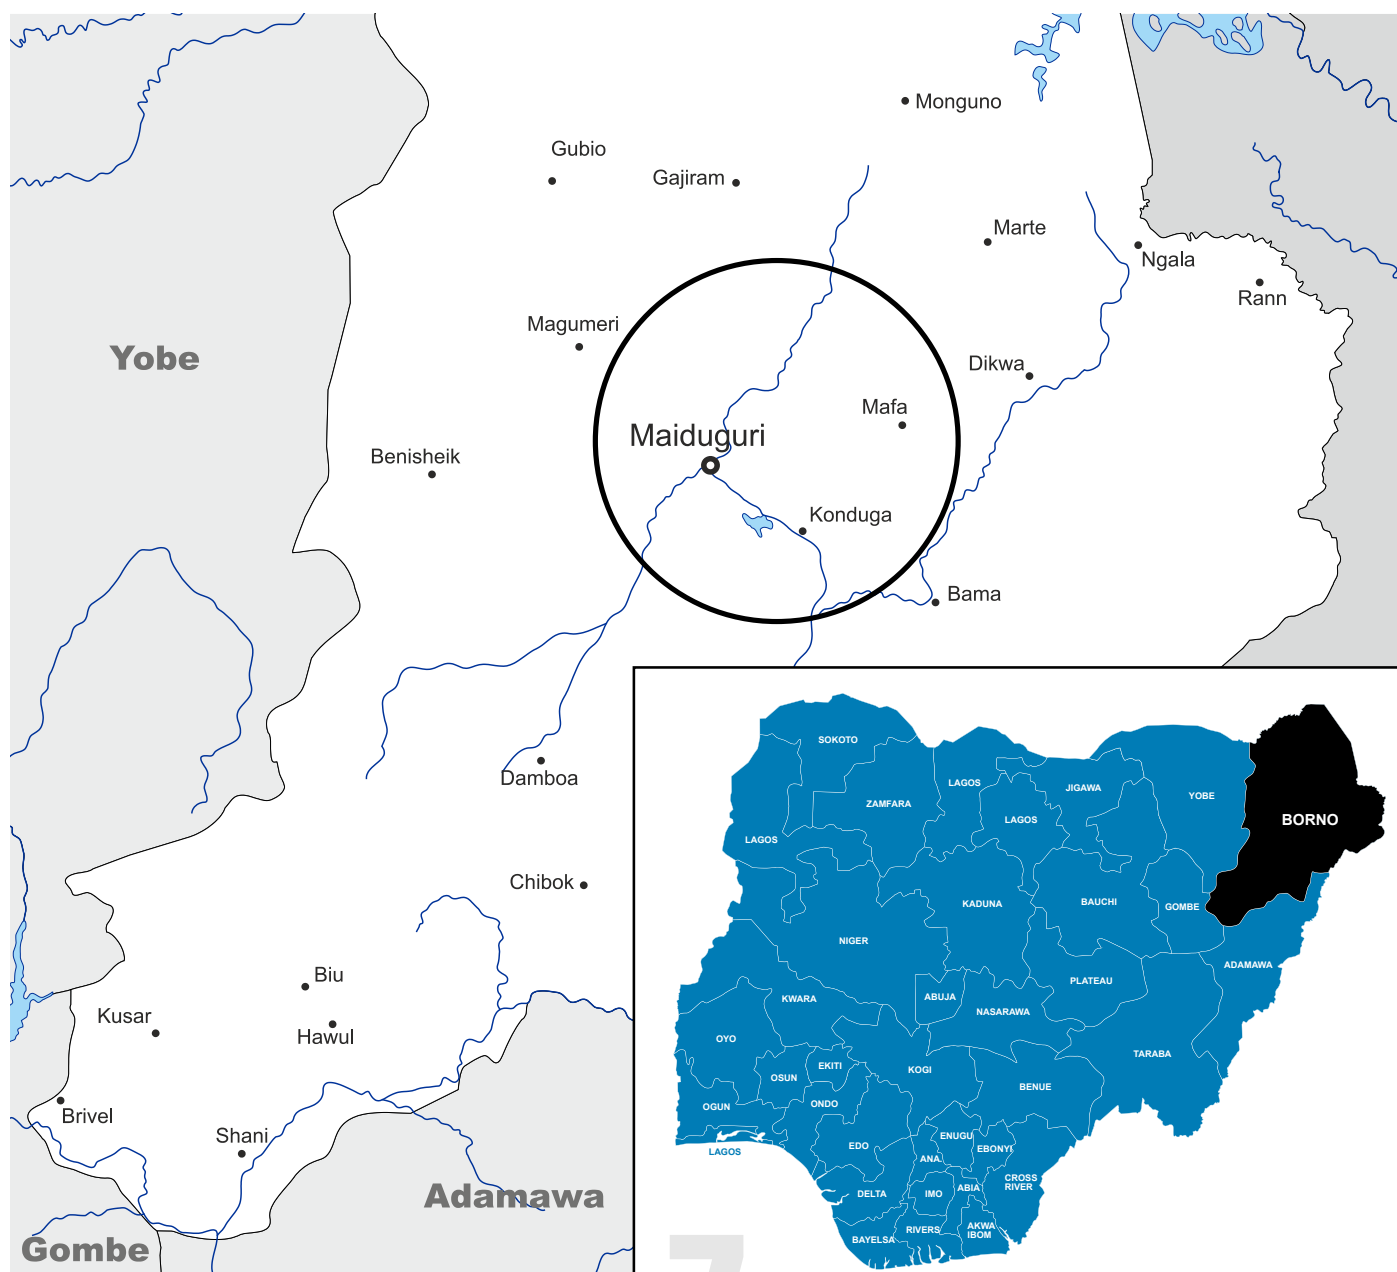 Monguno
Gubio
Gajiram
Marte
Ngala
Rann
Magumeri
Yobe
Dikwa
Mafa
Maiduguri
Benisheik
Konduga
Bama
Damboa
Chibok
Biu
Kusar
Hawul
Brivel
Shani
Adamawa
Gombe
SOKOTO
LAGOS
JIGAWA
YOBE
ZAMFARA
LAGOS
BORNO
LAGOS
KADUNA
BAUCHI
GOMBE
NIGER
ADAMAWA
PLATEAU
KWARA
ABUJA
NASARAWA
OYO
TARABA
EKITI
KOGI
OSUN
BENUE
OGUN
ONDO
ENUGU
EDO
EBONYI
LAGOS
ANA
CROSS
RIVER
DELTA
IMO
ABIA
RIVERS
AKWA
IBOM
BAYELSA
7